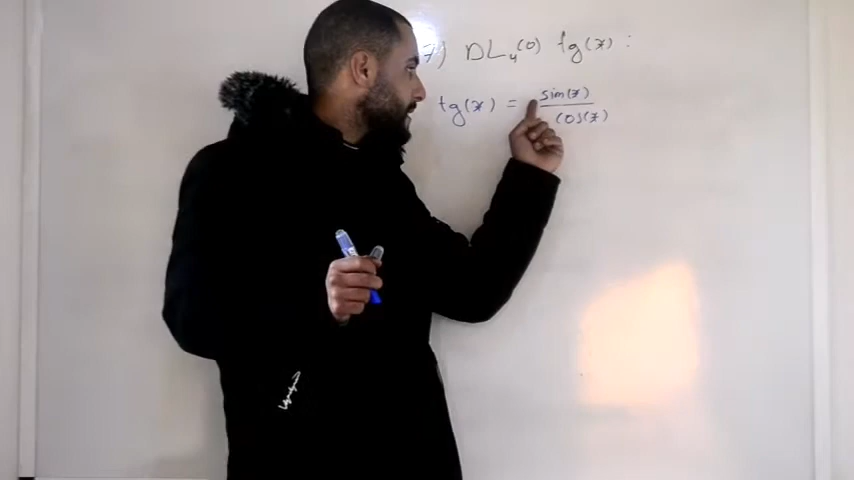 7) DL₄(0) tg(x) :
tg(x) = sin(x) / cos(x)